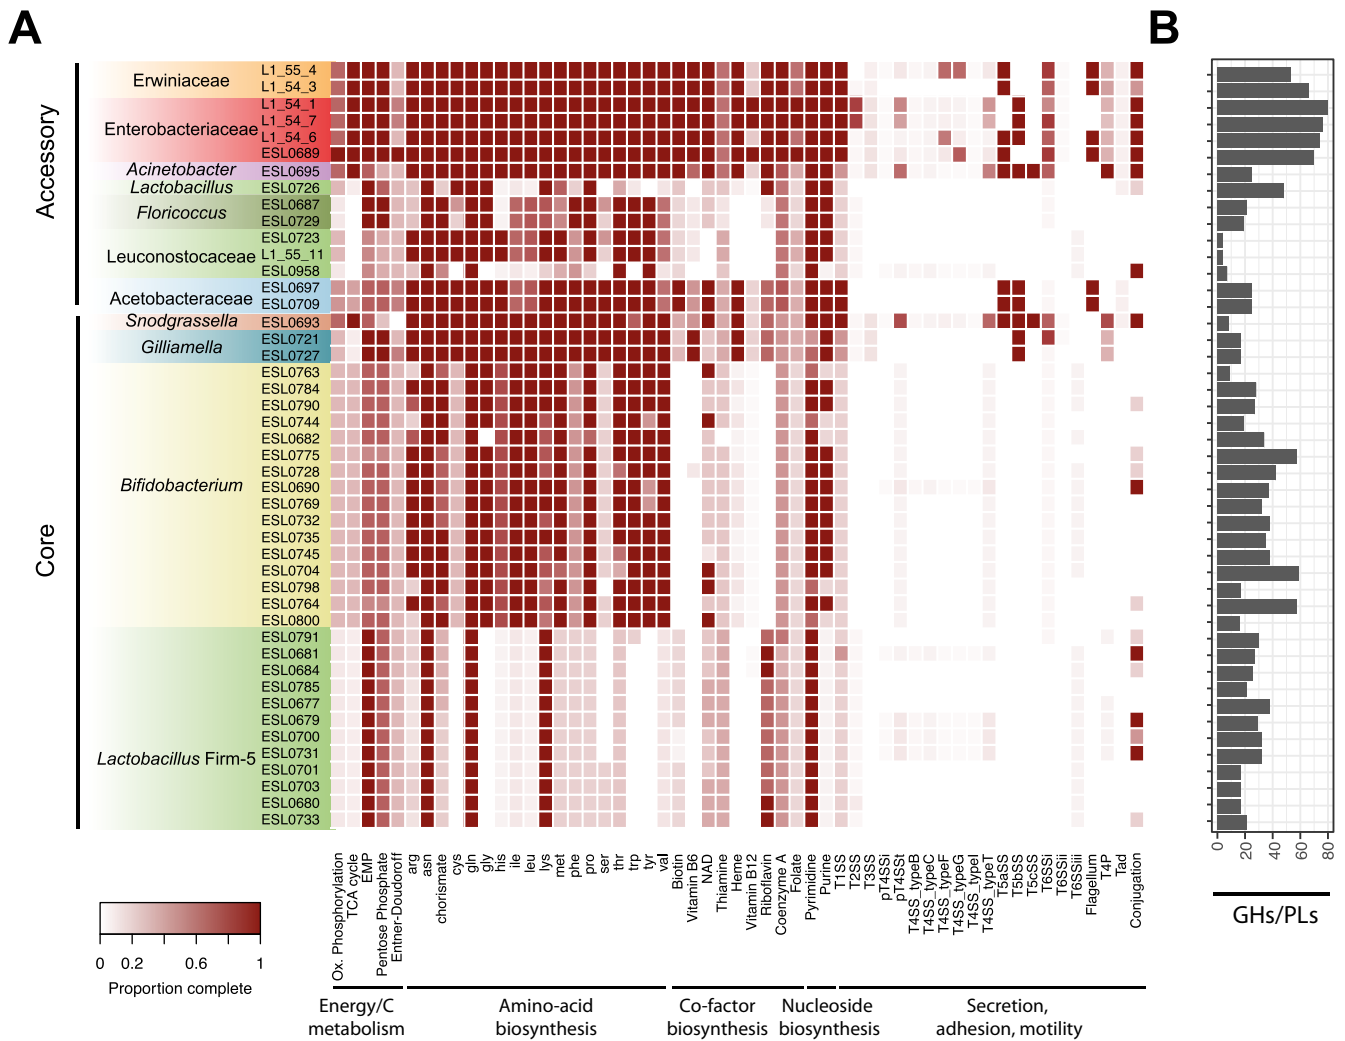 A
B
Accessory
Core
Erwiniaceae
L1_55_4
L1_55_3
Enterobacteriaceae
L1_54_1
L1_54_7
L1_54_6
ESL0689
Acinetobacter
ESL0695
Lactobacillus
ESL0726
Floricoccus
ESL0687
ESL0729
Leuconostocaceae
ESL0723
L1_55_11
ESL0958
Acetobacteraceae
ESL0697
ESL0709
Snodgrassella
ESL0693
Gilliamella
ESL0721
ESL0727
Bifidobacterium
ESL0763
ESL0784
ESL0790
ESL0744
ESL0682
ESL0775
ESL0728
ESL0690
ESL0769
ESL0732
ESL0735
ESL0745
ESL0704
ESL0798
ESL0764
ESL0800
Lactobacillus Firm-5
ESL0791
ESL0681
ESL0684
ESL0785
ESL0677
ESL0679
ESL0700
ESL0731
ESL0701
ESL0703
ESL0680
ESL0733
Ox. Phosphorylation
TCA cycle
EMP
Pentose Phosphate
Entner-Doudoroff
arg
asn
chorismate
cys
gln
gly
his
ile
leu
lys
met
phe
pro
ser
thr
trp
tyr
val
Biotin
Vitamin B6
NAD
Thiamine
Heme
Vitamin B12
Riboflavin
Coenzyme A
Folate
Pyrimidine
Purine
T1SS
T2SS
T3SS
pT4SSi
pT4SSt
T4SS_typeB
T4SS_typeC
T4SS_typeF
T4SS_typeG
T4SS_typeI
T4SS_typeT
T5aSS
T5bSS
T5cSS
T6SSi
T6SSii
T6SSiii
Flagellum
T4P
Tad
Conjugation
Energy/C
metabolism
Amino-acid
biosynthesis
Co-factor
biosynthesis
Nucleoside
biosynthesis
Secretion,
adhesion, motility
0 0.2 0.6 1
Proportion complete
0 20 40 60 80
GHs/PLs